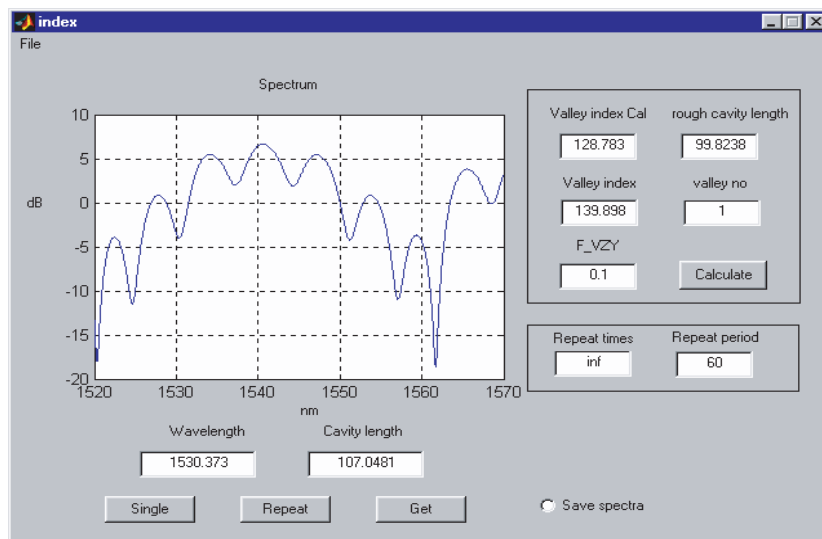 index
File
Spectrum
dB
10
5
0
-5
-10
-15
-20
1520
1530
1540
1550
1560
1570
nm
Valley index Cal
rough cavity length
128.783
99.8238
Valley index
valley no
139.898
1
F_VZY
0.1
Calculate
Repeat times
Repeat period
inf
60
Wavelength
Cavity length
1530.373
107.0481
Single
Repeat
Get
Save spectra